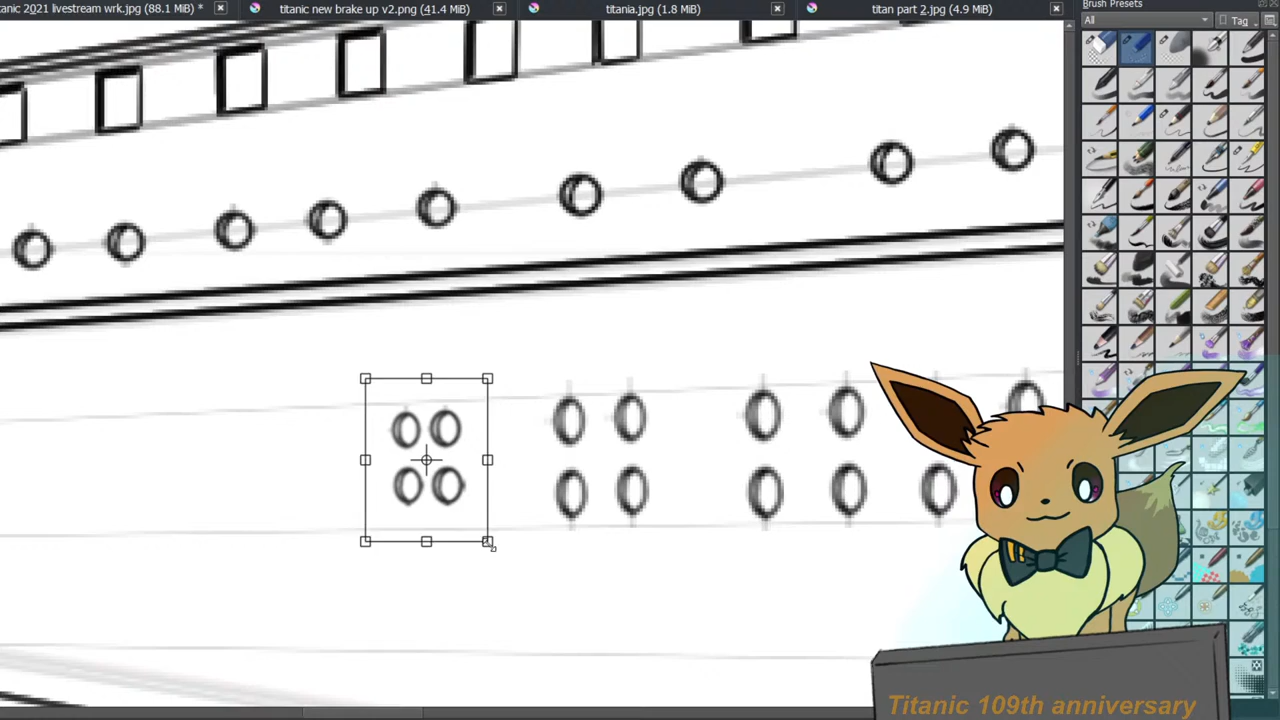 anic 2021 livestream wrk.jpg (88.1 MiB) *
titanic new brake up v2.png (41.4 MiB)
titania.jpg (1.8 MiB)
titan part 2.jpg (4.9 MiB)
Brush Presets
All
Tag
Titanic 109th anniversary